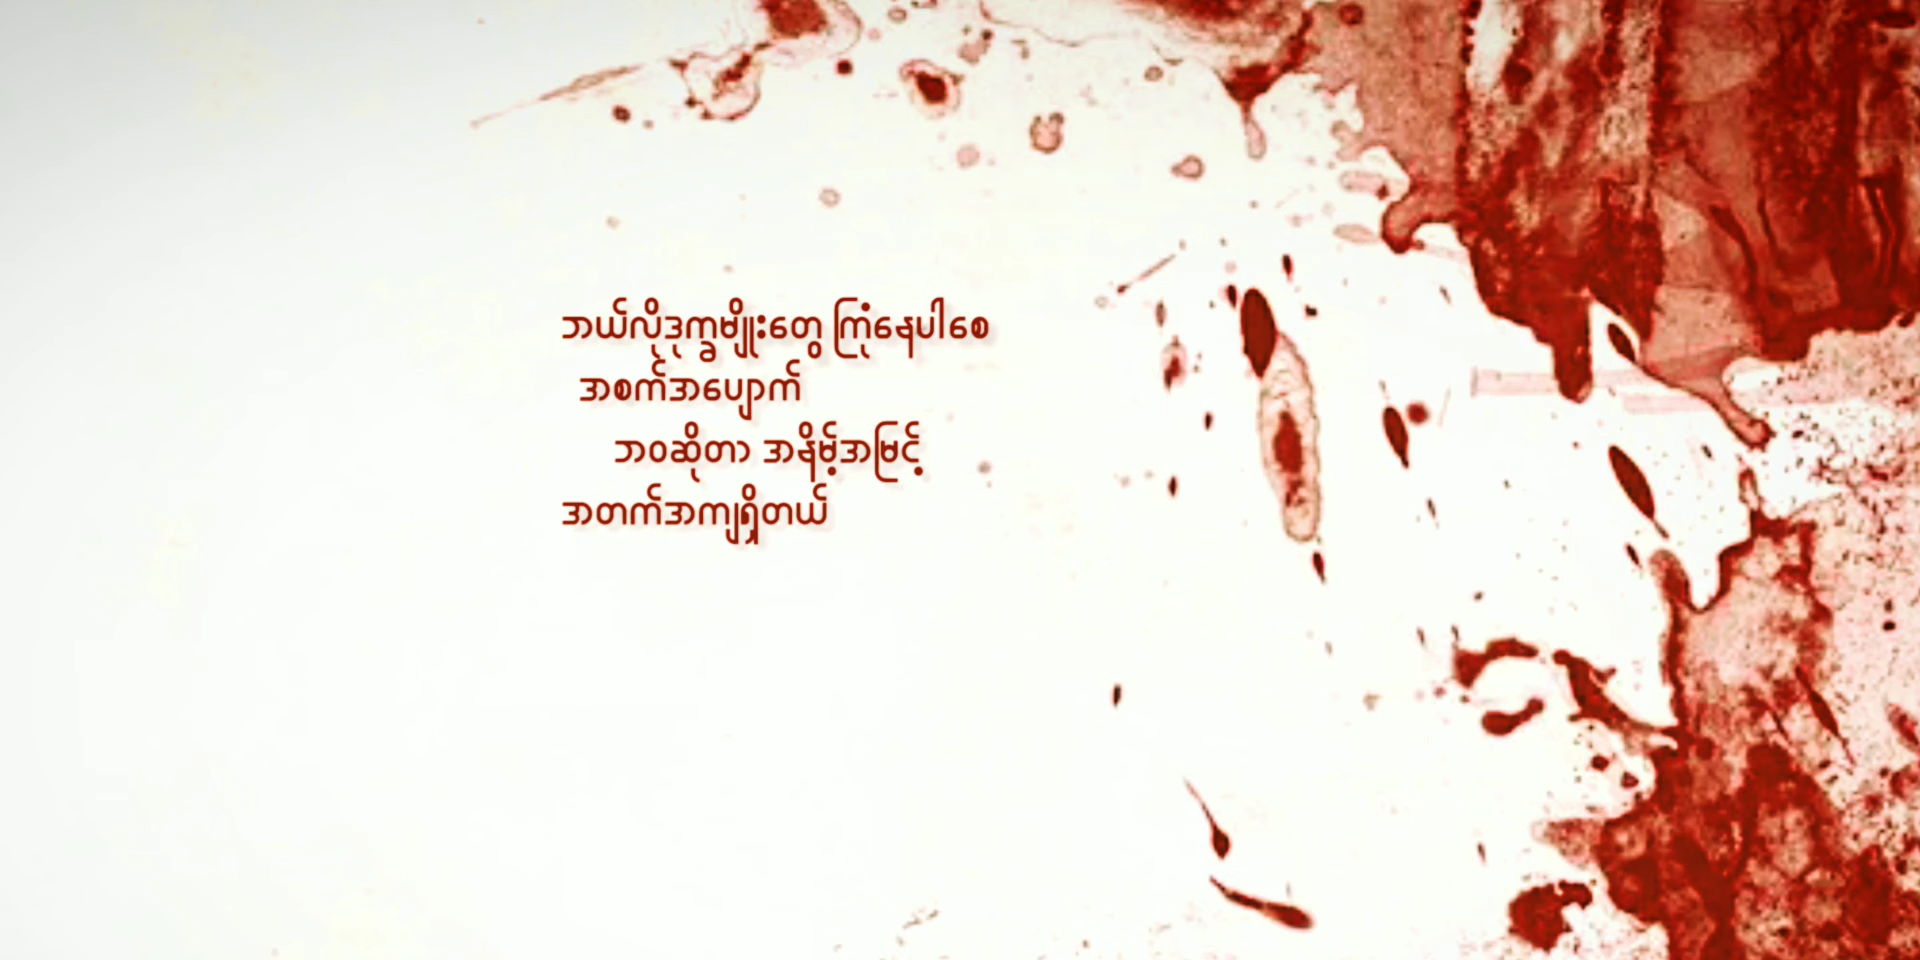 ဘယ်လိုဒုက္ခမျိုးတွေ ကြုံနေပါစေ
အစက်အပျောက်
ဘဝဆိုတာ အနိမ့်အမြင့်
အတက်အကျရှိတယ်